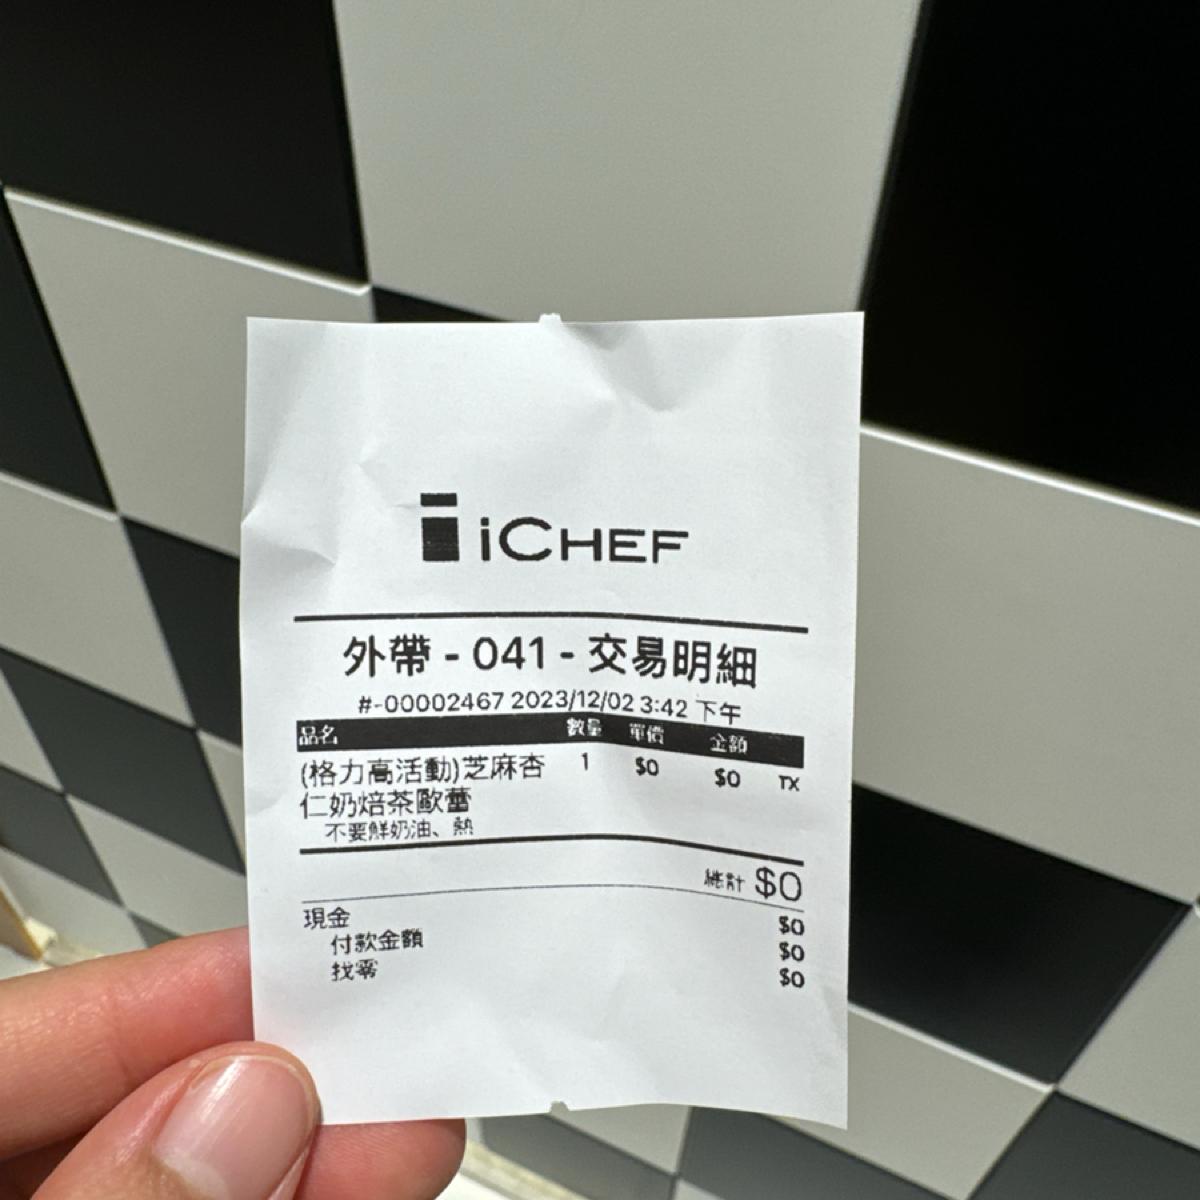 iCHEF
外帶 - 041 - 交易明細
#-00002467 2023/12/02 3:42 下午
品名 數量 單價 金額
(格力高活動)芝麻杏 1 $0 $0 TX
仁奶焙茶歐蕾
不要鮮奶油、熱
總計 $0
現金 $0
付款金額 $0
找零 $0